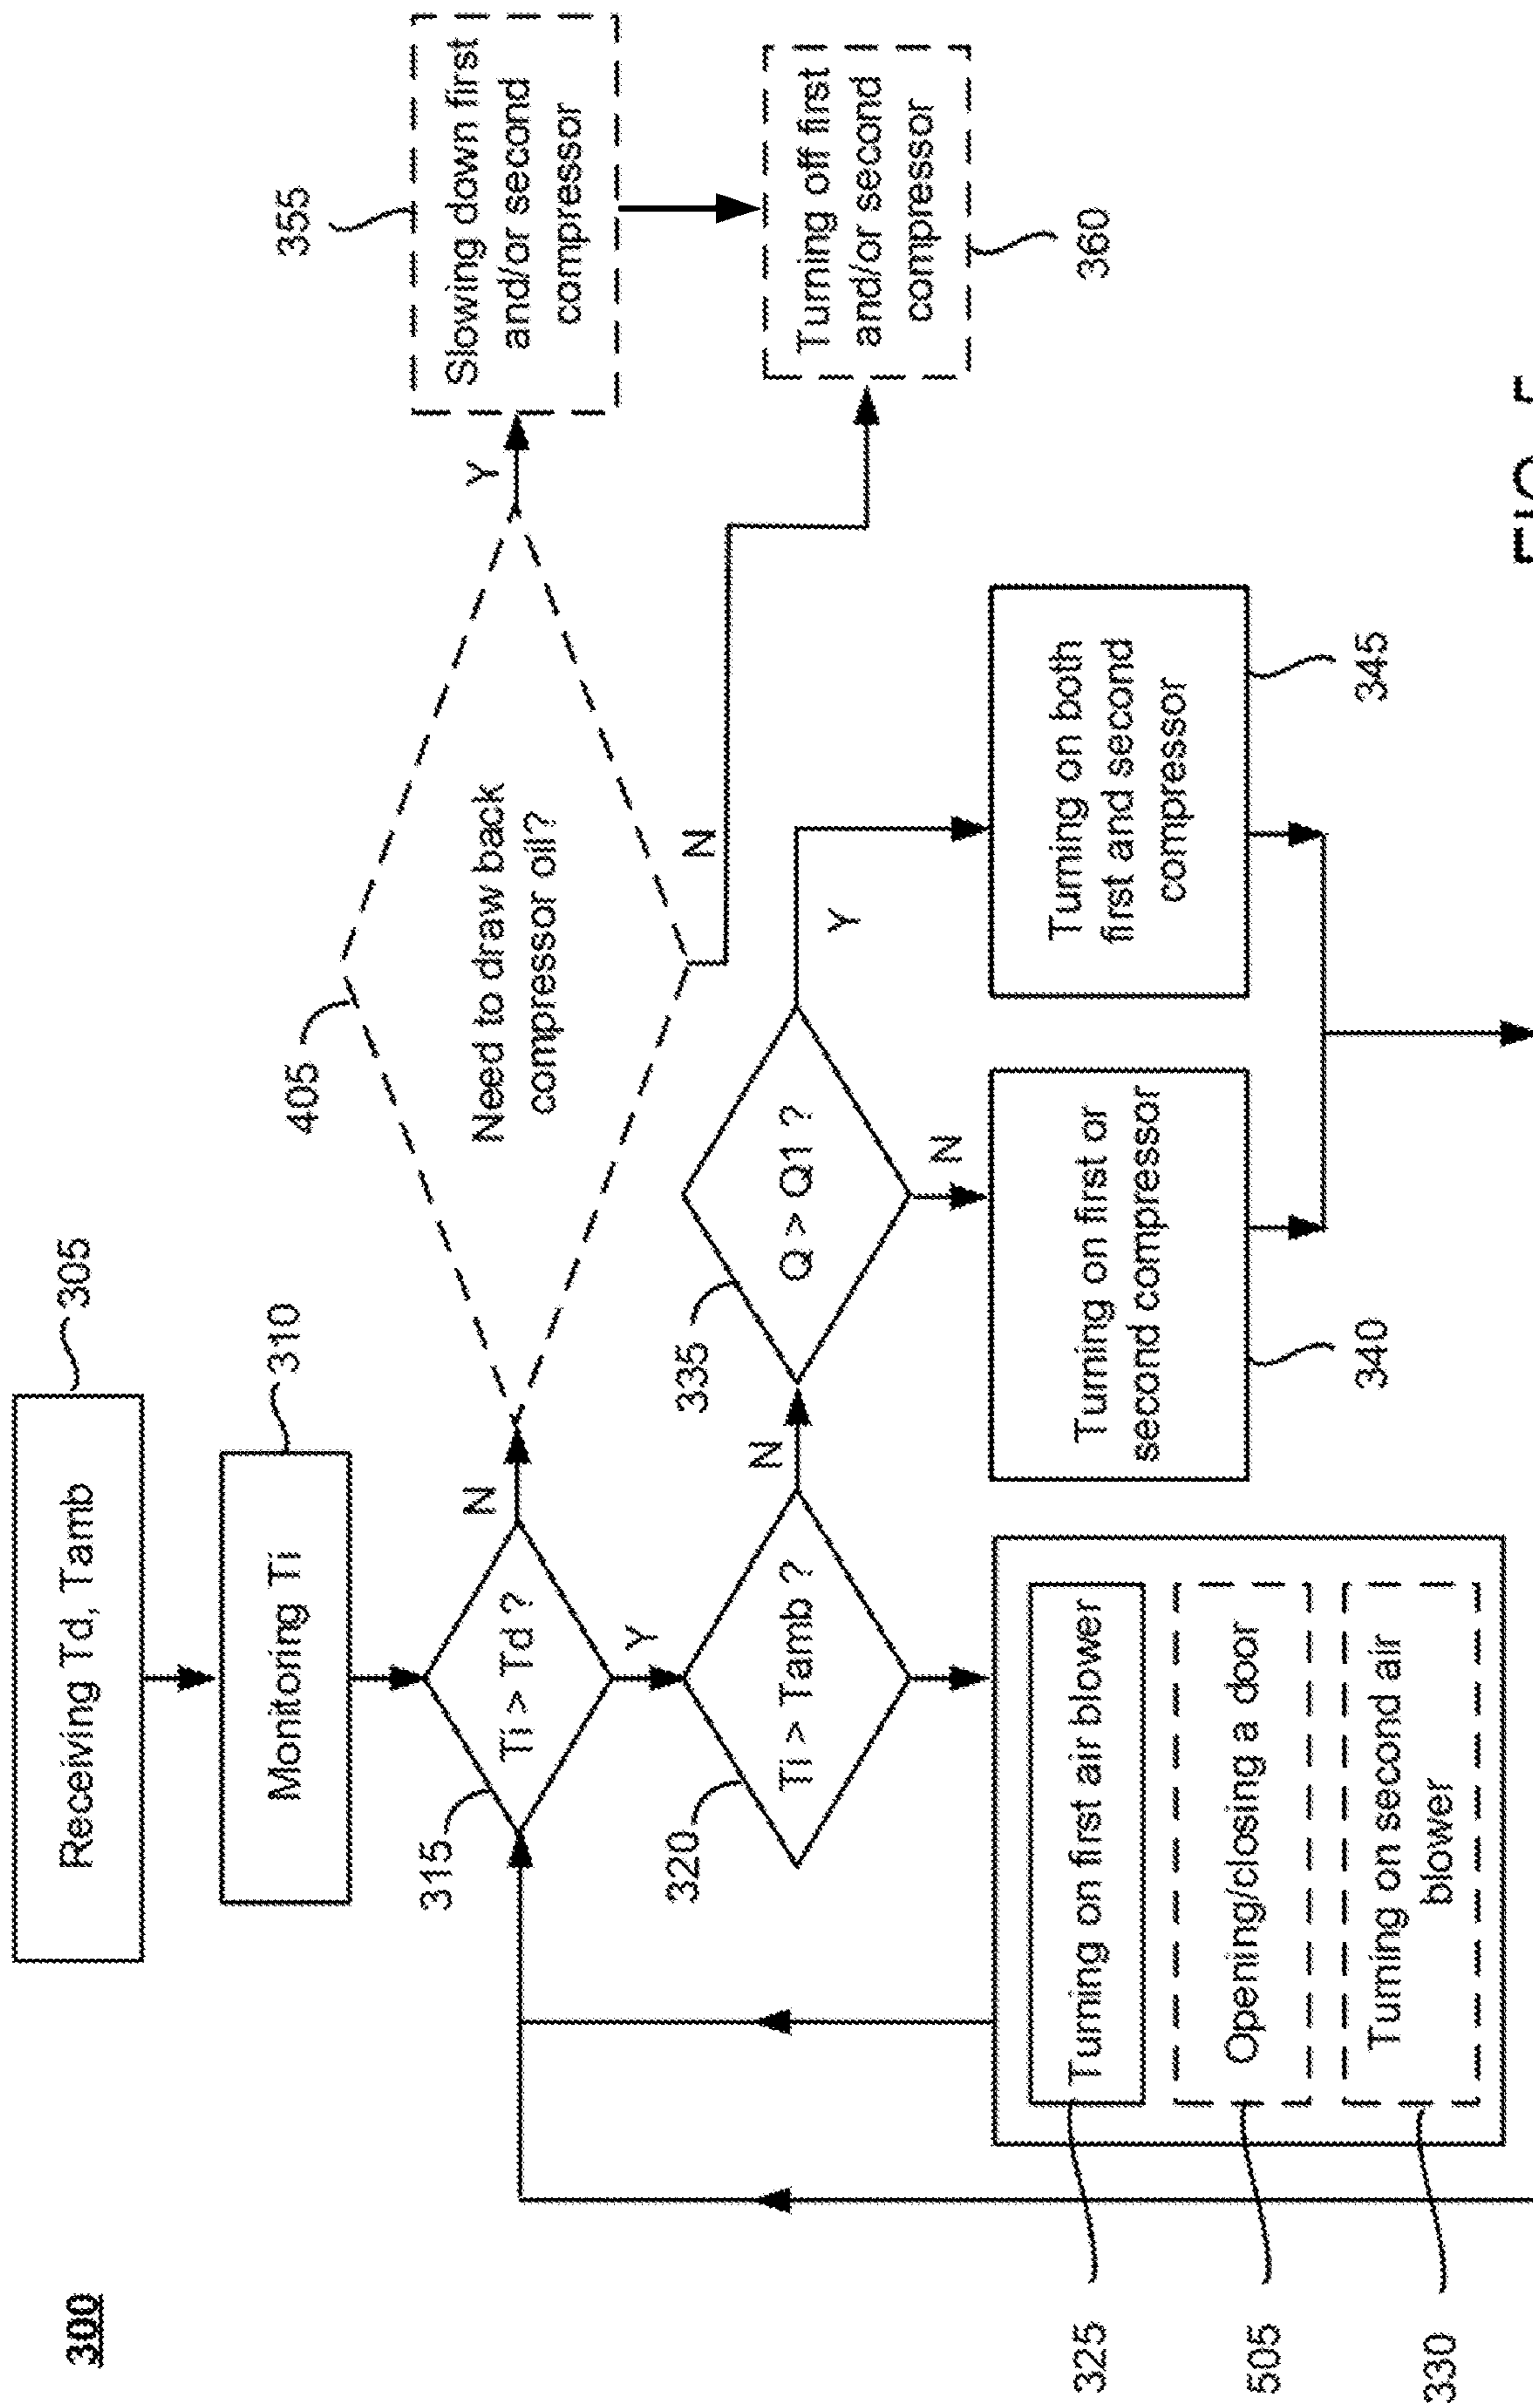 300
Receiving Td, Tamb
305
Monitoring Ti
310
315
Ti > Td ?
N
Y
405
Need to draw back
compressor oil?
Y
N
355
Slowing down first
and/or second
compressor
Turning off first
and/or second
compressor
360
320
Ti > Tamb ?
N
335
Q > Q1 ?
Y
N
Turning on first air blower
325
Opening/closing a door
505
Turning on second air
blower
330
Turning on first or
second compressor
340
Turning on both
first and second
compressor
345